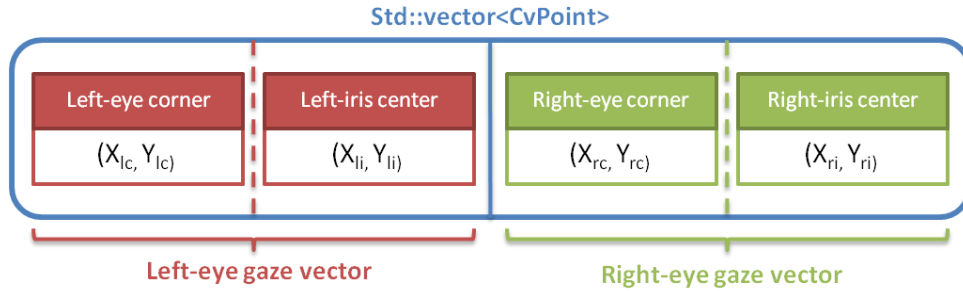 Std::vector<CvPoint>
Left-eye corner Left-iris center Right-eye corner Right-iris center
(Xlc, Ylc) (Xli, Yli) (Xrc, Yrc) (Xri, Yri)
Left-eye gaze vector Right-eye gaze vector